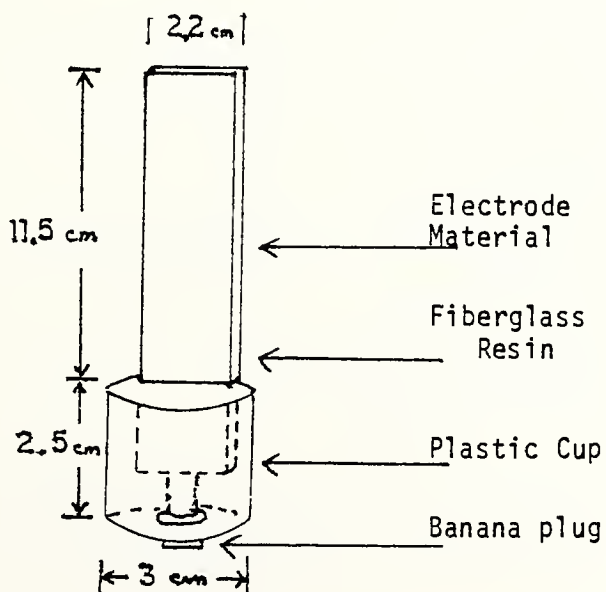 2,2 cm
11.5 cm
Electrode
Material
Fiberglass
Resin
2.5 cm
Plastic Cup
Banana plug
3 cm